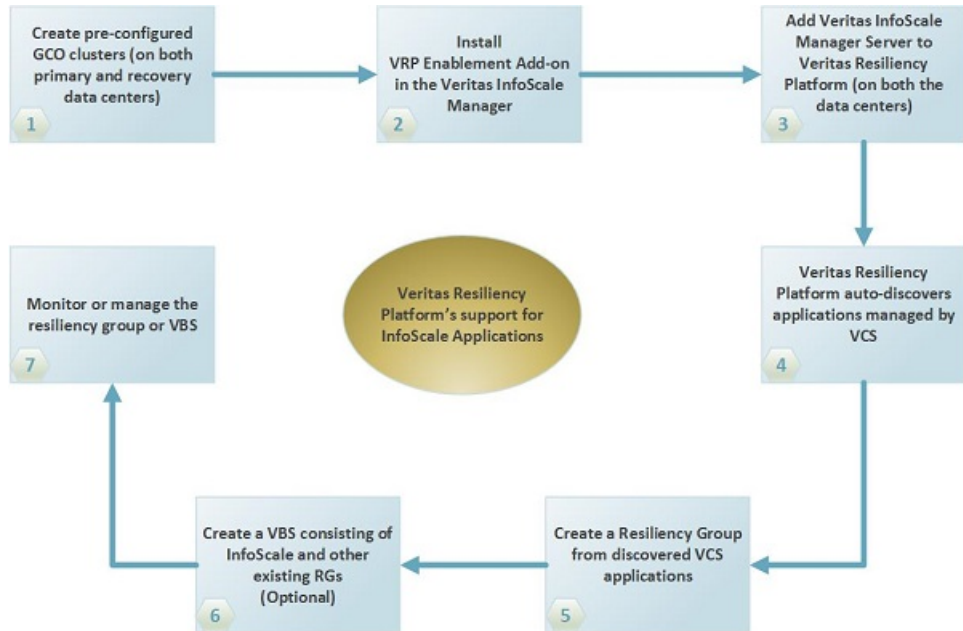 Create pre-configured
GCO clusters (on both
primary and recovery
data centers)
1
Install
VRP Enablement Add-on
in the Veritas InfoScale
Manager
2
Add Veritas InfoScale
Manager Server to
Veritas Resiliency
Platform (on both the
data centers)
3
Veritas Resiliency
Platform auto-discovers
applications managed by
VCS
4
Create a Resiliency Group
from discovered VCS
applications
5
Create a VBS consisting of
InfoScale and other
existing RGs
(Optional)
6
Monitor or manage the
resiliency group or VBS
7
Veritas Resiliency
Platform's support for
InfoScale Applications